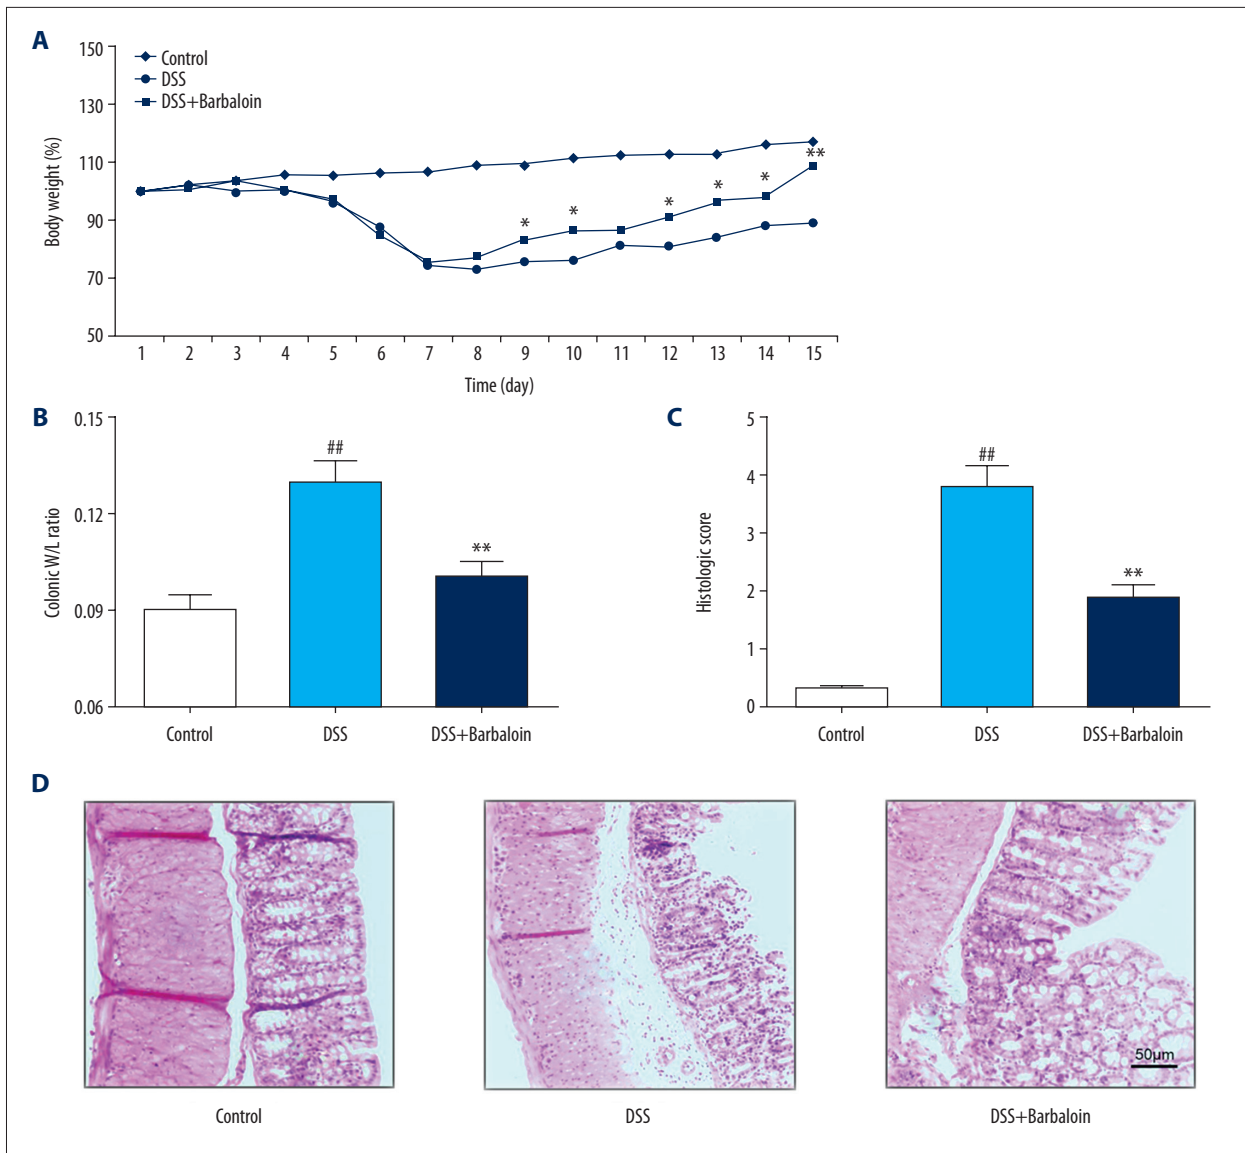 A
150
130
110
90
70
50
Body weight (%)
Control
DSS
DSS+Barbaloin
* * * * * **
1 2 3 4 5 6 7 8 9 10 11 12 13 14 15
Time (day)
B
0.15
0.12
0.09
0.06
Colonic W/L ratio
##
**
Control DSS DSS+Barbaloin
C
5
4
3
2
1
0
Histologic score
##
**
Control DSS DSS+Barbaloin
D
50µm
Control DSS DSS+Barbaloin